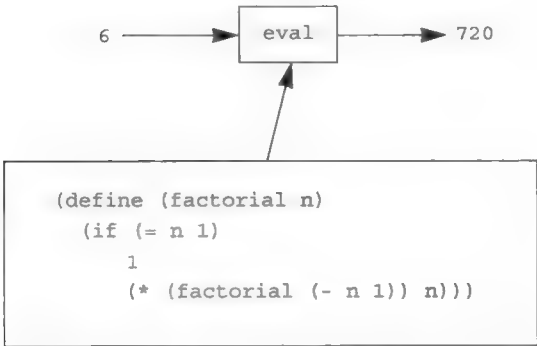 6 eval 720
(define (factorial n)
(if (= n 1)
1
(* (factorial (- n 1)) n)))